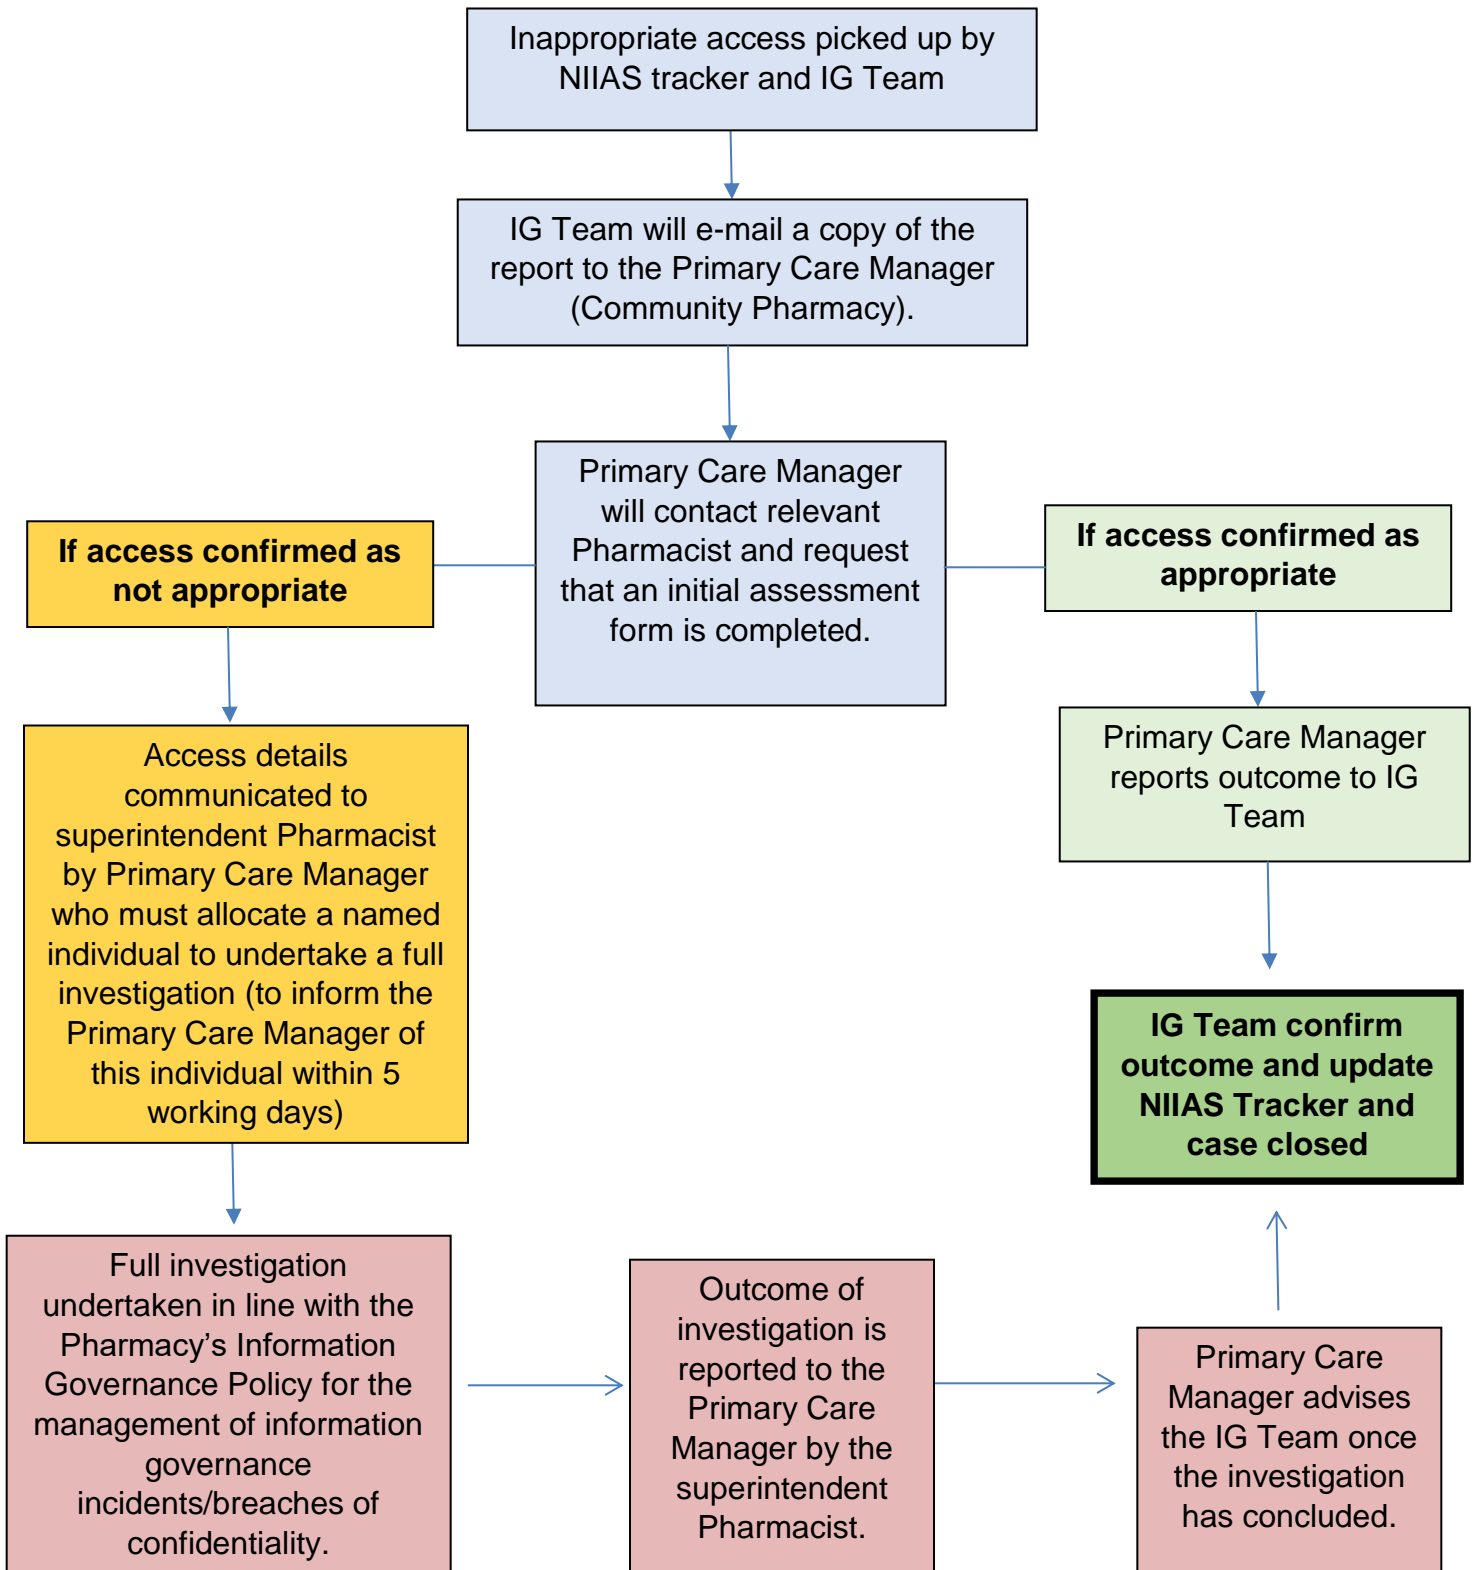 Inappropriate access picked up by
NIIAS tracker and IG Team
IG Team will e-mail a copy of the
report to the Primary Care Manager
(Community Pharmacy).
Primary Care Manager
will contact relevant
Pharmacist and request
that an initial assessment
form is completed.
If access confirmed as
not appropriate
If access confirmed as
appropriate
Access details
communicated to
superintendent Pharmacist
by Primary Care Manager
who must allocate a named
individual to undertake a full
investigation (to inform the
Primary Care Manager of
this individual within 5
working days)
Primary Care Manager
reports outcome to IG
Team
IG Team confirm
outcome and update
NIIAS Tracker and
case closed
Full investigation
undertaken in line with the
Pharmacy’s Information
Governance Policy for the
management of information
governance
incidents/breaches of
confidentiality.
Outcome of
investigation is
reported to the
Primary Care
Manager by the
superintendent
Pharmacist.
Primary Care
Manager advises
the IG Team once
the investigation
has concluded.